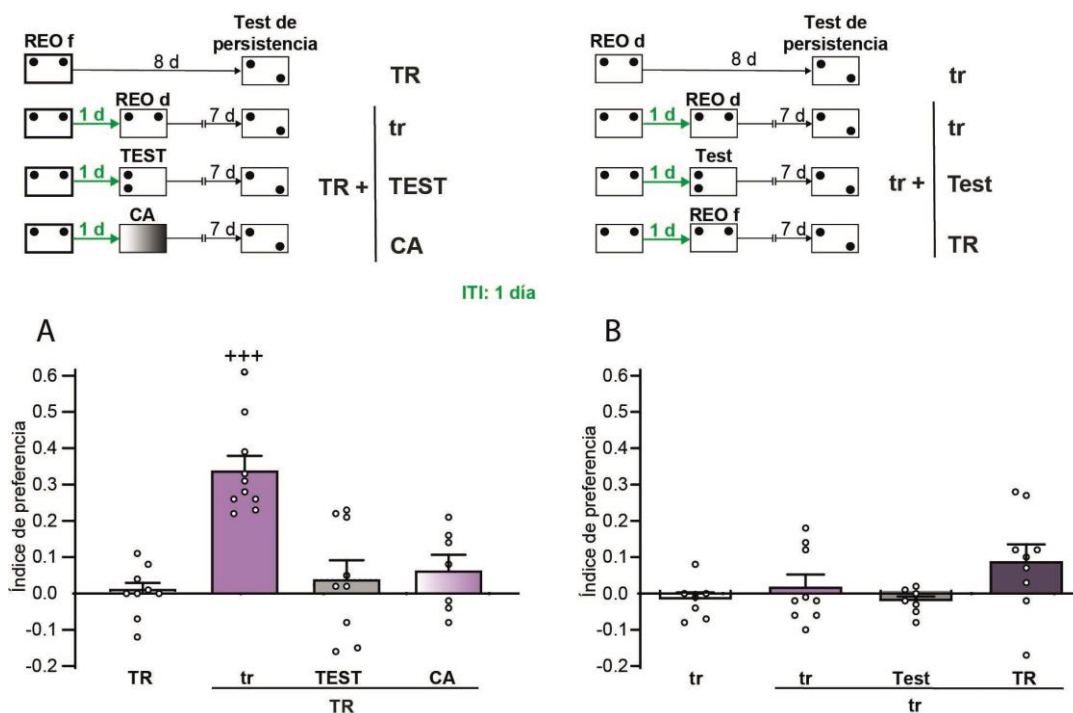 REO f
Test de
persistencia
8 d
TR
1 d
REO d
7 d
tr
1 d
TEST
7 d
TR +
TEST
1 d
CA
7 d
CA
REO d
Test de
persistencia
8 d
tr
1 d
REO d
7 d
tr
1 d
Test
7 d
tr +
Test
1 d
REO f
7 d
TR
ITI: 1 día
A
+++
Índice de preferencia
0.6
0.5
0.4
0.3
0.2
0.1
0.0
-0.1
-0.2
TR tr TEST CA
TR
B
Índice de preferencia
0.6
0.5
0.4
0.3
0.2
0.1
0.0
-0.1
-0.2
tr tr Test TR
tr